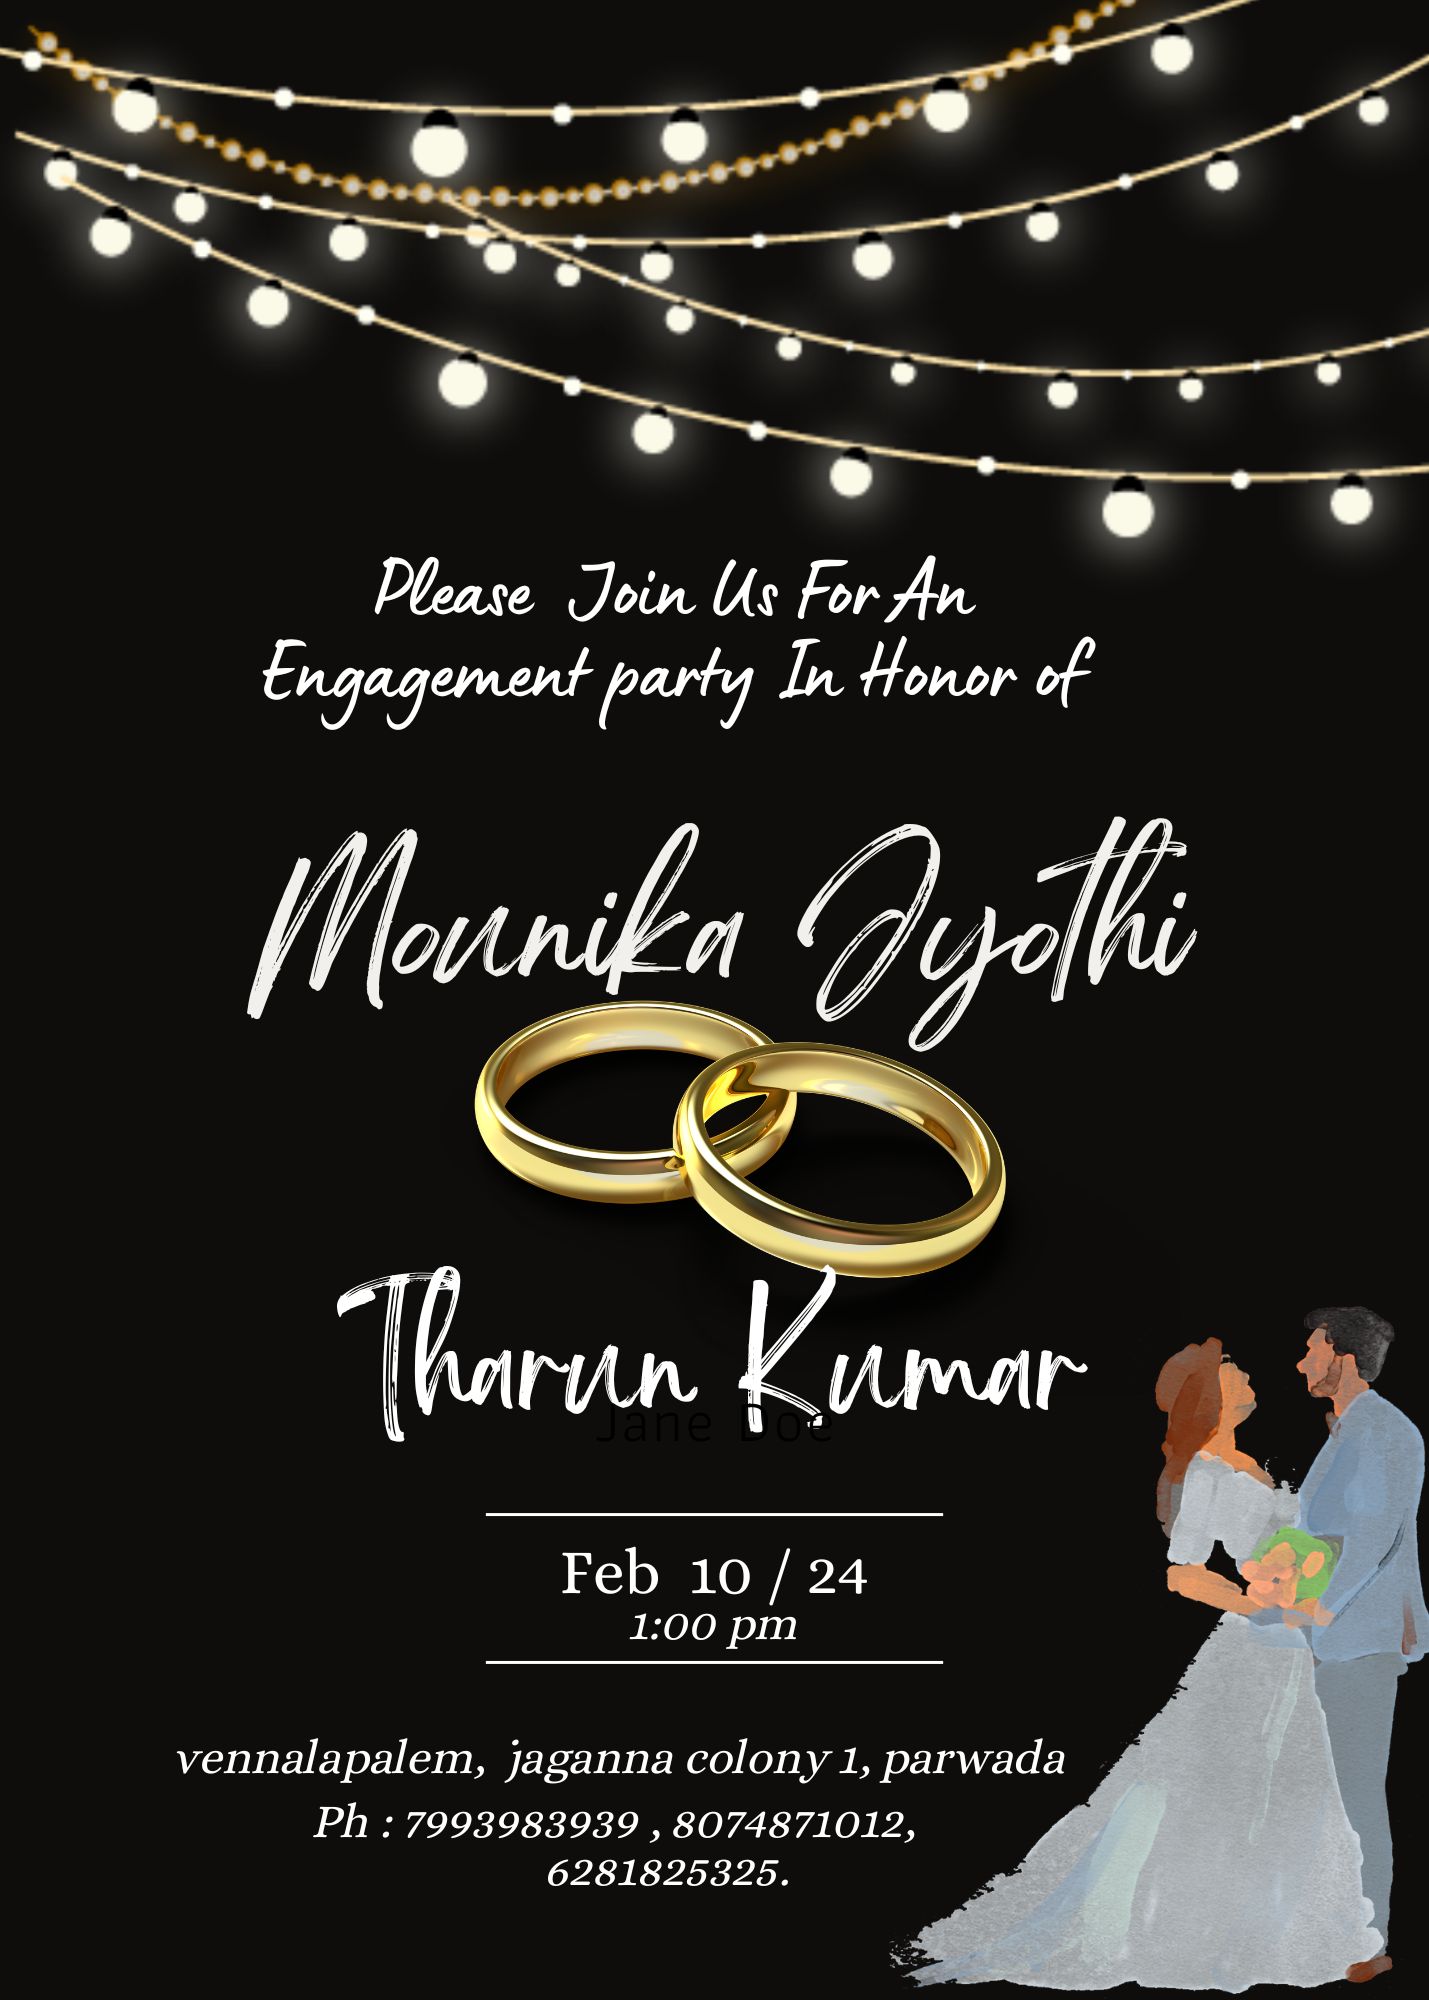 Please Join Us For An
Engagement party In Honor of
Mounika Jyothi
Tharun Kumar
Jane Doe
Feb 10 / 24
1:00 pm
vennalapalem, jaganna colony 1, parwada
Ph : 7993983939 , 8074871012,
6281825325.